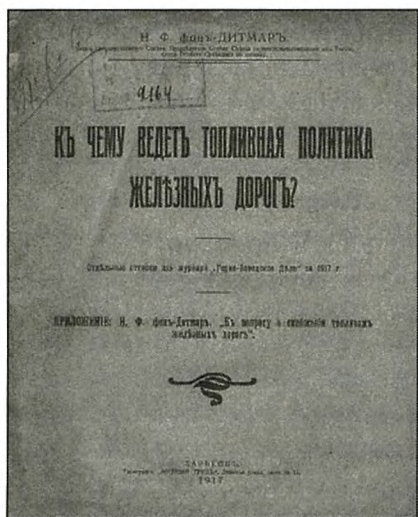 Н. Ф. фонъ-ДИТМАРЪ.
9164
КЪ ЧЕМУ ВЕДЕТЪ ТОПЛИВНАЯ ПОЛИТИКА
ЖЕЛѢЗНЫХЪ ДОРОГЪ?
Отдѣльные оттиски изъ журнала „Горно-Заводское Дѣло“ за 1917 г.
ПРИЛОЖЕНІЕ: Н. Ф. фонъ-Дитмаръ. „Къ вопросу о снабженіи топливомъ
желѣзныхъ дорогъ“.
ХАРЬКОВЪ.
1917